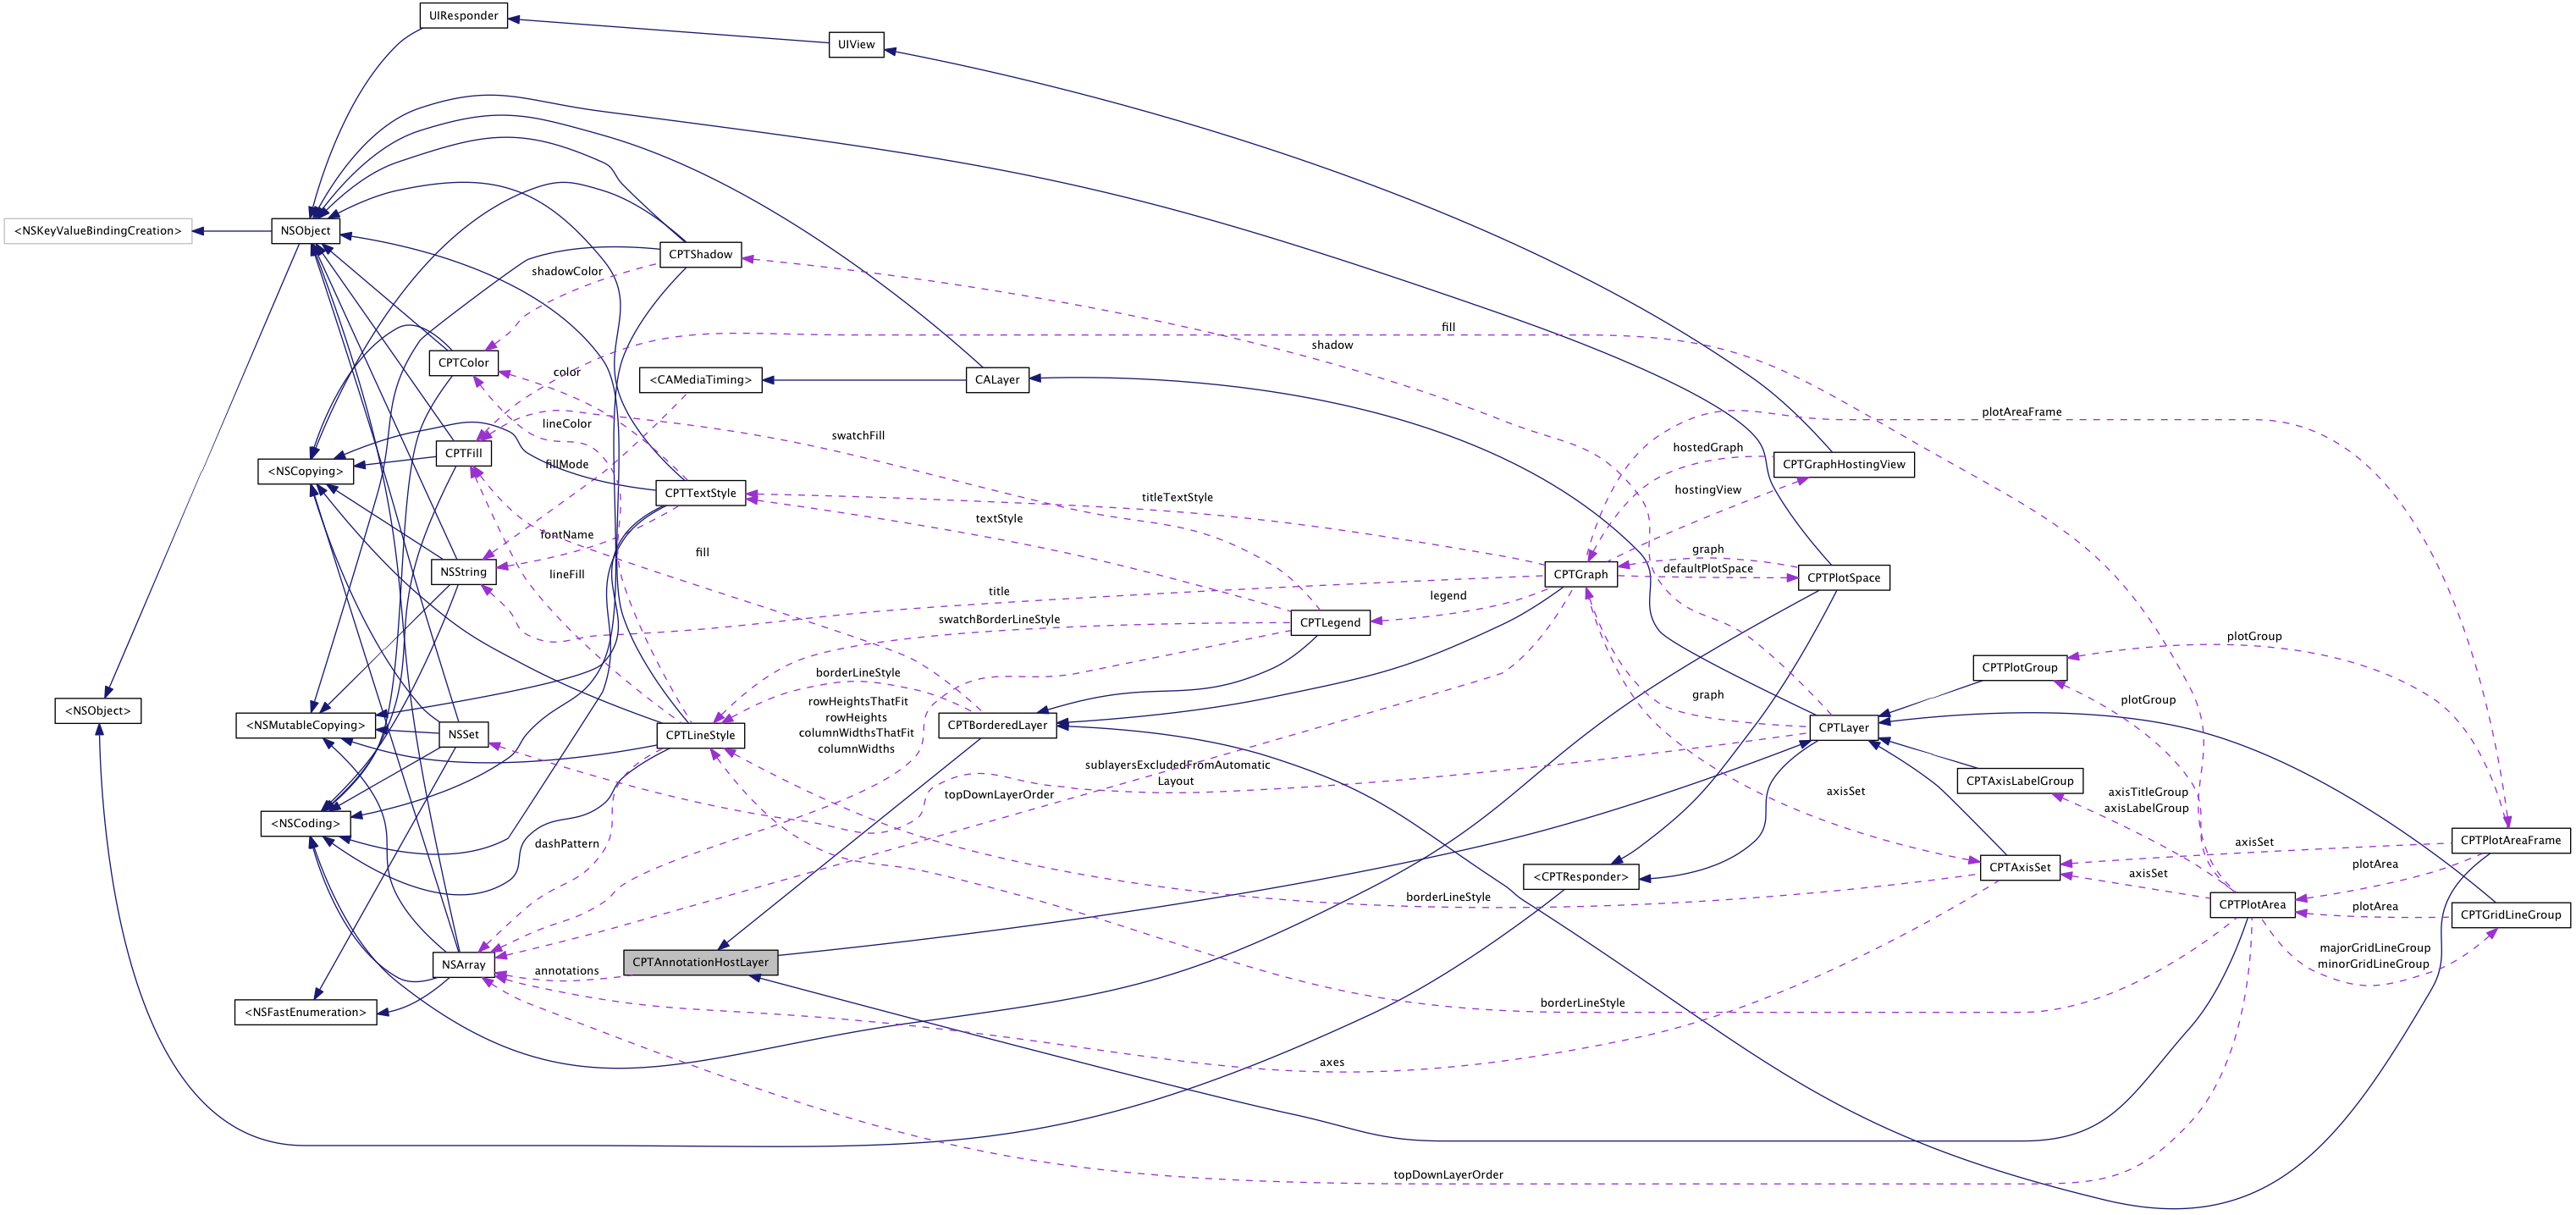 UIResponder
UIView
<NSKeyValueBindingCreation>
NSObject
CPTShadow
shadowColor
fill
shadow
CPTColor
color
<CAMediaTiming>
CALayer
plotAreaFrame
lineColor
swatchFill
hostedGraph
CPTFill
<NSCopying>
fillMode
CPTGraphHostingView
CPTTextStyle
titleTextStyle
hostingView
textStyle
fontName
fill
graph
NSString
lineFill
CPTGraph
defaultPlotSpace
CPTPlotSpace
title
legend
swatchBorderLineStyle
CPTLegend
plotGroup
borderLineStyle
CPTPlotGroup
rowHeightsThatFit
rowHeights
columnWidthsThatFit
columnWidths
graph
plotGroup
<NSObject>
<NSMutableCopying>
NSSet
CPTLineStyle
CPTBorderedLayer
CPTLayer
sublayersExcludedFromAutomatic
Layout
CPTAxisLabelGroup
topDownLayerOrder
axisSet
axisTitleGroup
axisLabelGroup
<NSCoding>
dashPattern
CPTPlotAreaFrame
axisSet
plotArea
CPTAxisSet
axisSet
<CPTResponder>
borderLineStyle
CPTPlotArea
plotArea
CPTGridLineGroup
majorGridLineGroup
minorGridLineGroup
NSArray
annotations
CPTAnnotationHostLayer
borderLineStyle
<NSFastEnumeration>
axes
topDownLayerOrder